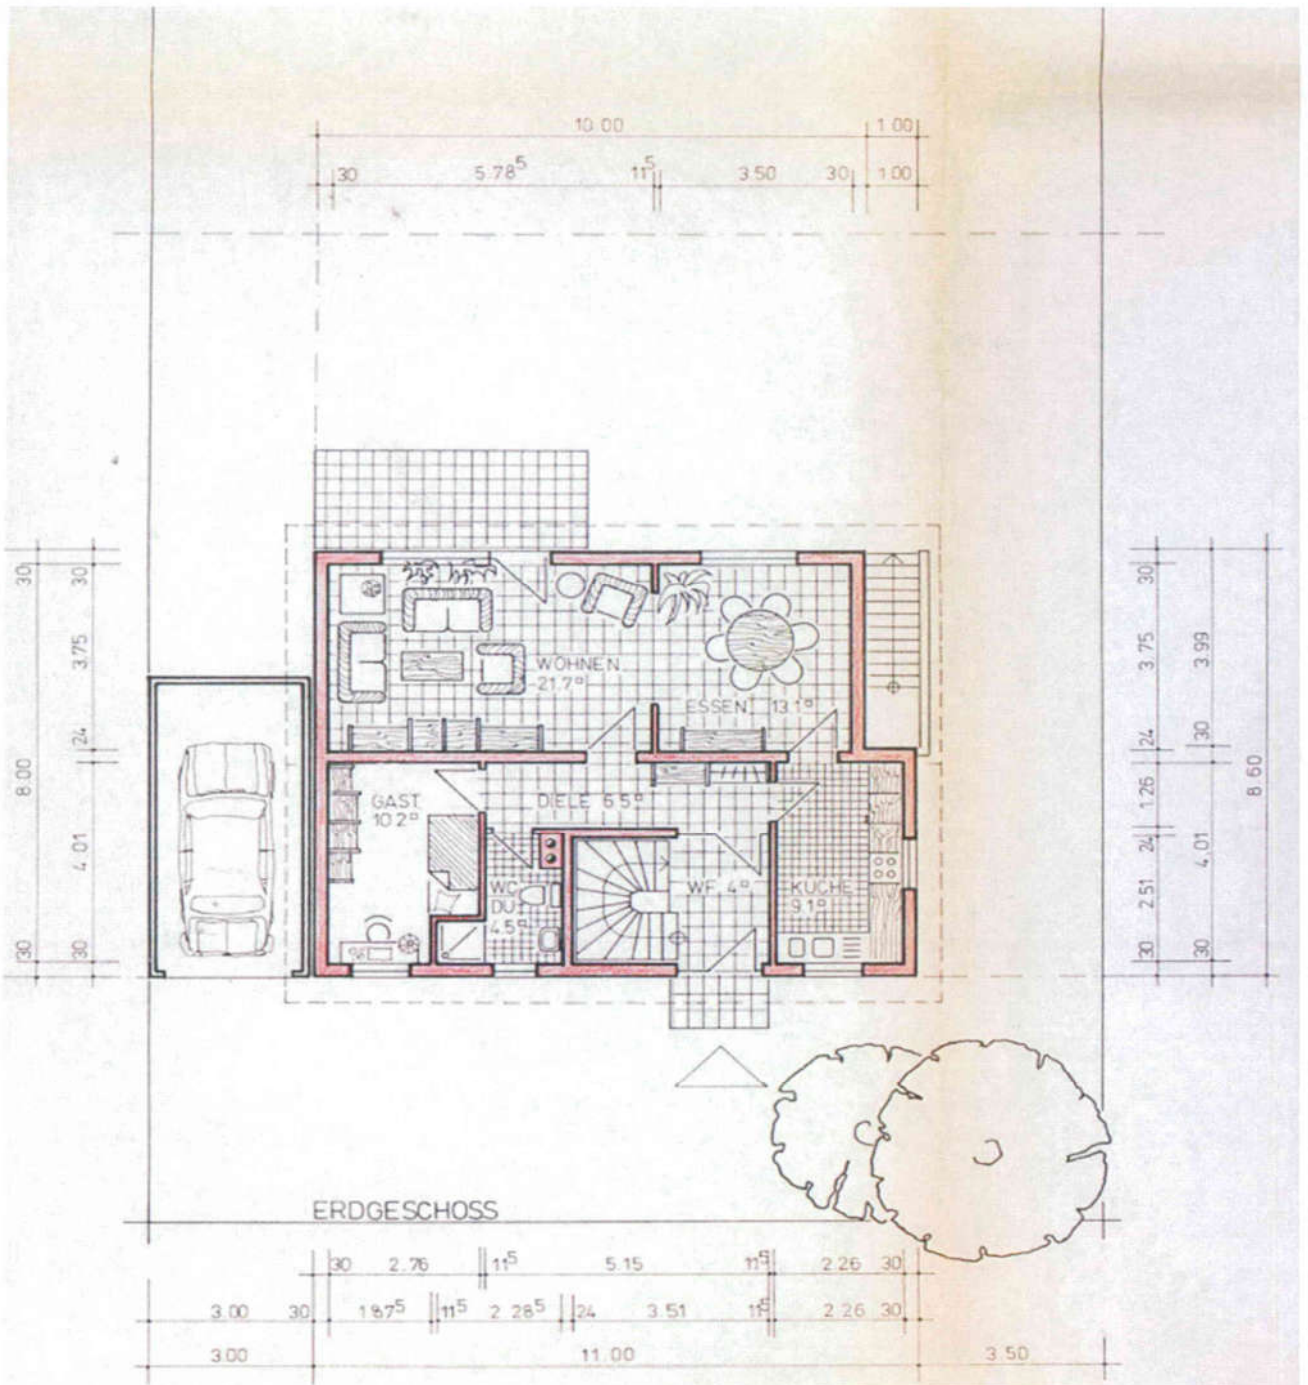 10.00 1.00
30 5.78⁵ 11⁵ 3.50 30 1.00
30 3.75 24 4.01 30
30 8.00 30
WOHNEN
21.7▫
ESSEN 13.1▫
GAST
10.2▫
DIELE 6.5▫
WC
DU
4.5▫
WF. 4▫
KÜCHE
9.1▫
30 3.75 24 1.26 24 2.51 30
3.99 30 4.01 30
8.60
ERDGESCHOSS
30 2.76 11⁵ 5.15 11⁵ 2.26 30
3.00 30 1.87⁵ 11⁵ 2.28⁵ 24 3.51 11⁵ 2.26 30
3.00 11.00 3.50